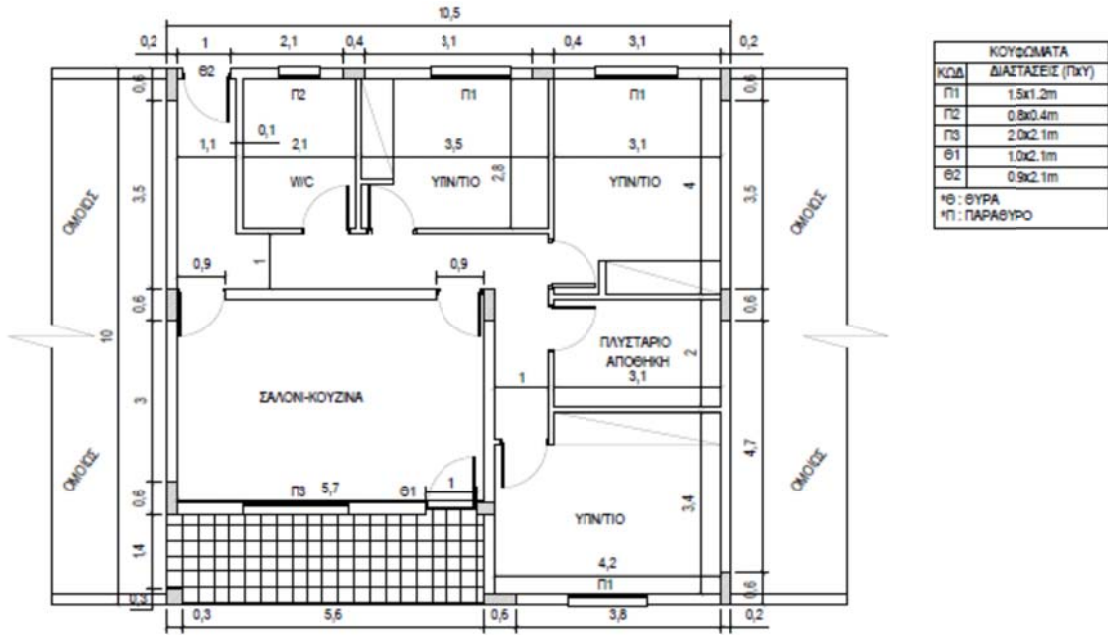 10,5
0,2
1
2,1
0,4
3,1
0,4
3,1
0,2
ΚΟΥΦΩΜΑΤΑ
ΚΩΔ ΔΙΑΣΤΑΣΕΙΣ (ΠxΥ)
Π1 1.5x1.2m
Π2 0.8x0.4m
Π3 2.0x2.1m
Θ1 1.0x2.1m
Θ2 0.9x2.1m
*Θ : ΘΥΡΑ
*Π : ΠΑΡΑΘΥΡΟ
Θ2
0,6
0,6
Π2
Π1
Π1
0,1
1,1
2,1
3,5
3,1
W/C
ΥΠΝ/ΤΙΟ
2,8
ΥΠΝ/ΤΙΟ
4
3,5
3,5
ΟΜΟΙΩΣ
ΟΜΟΙΩΣ
0,9
1
0,9
0,6
0,6
10
ΠΛΥΣΤΑΡΙΟ
ΑΠΟΘΗΚΗ
2
3,1
1
3
ΣΑΛΟΝ-ΚΟΥΖΙΝΑ
4,7
ΟΜΟΙΩΣ
ΟΜΟΙΩΣ
0,6
Π3
5,7
Θ1
1
ΥΠΝ/ΤΙΟ
3,4
1,4
4,2
Π1
0,6
0,3
0,3
5,6
0,6
3,8
0,2